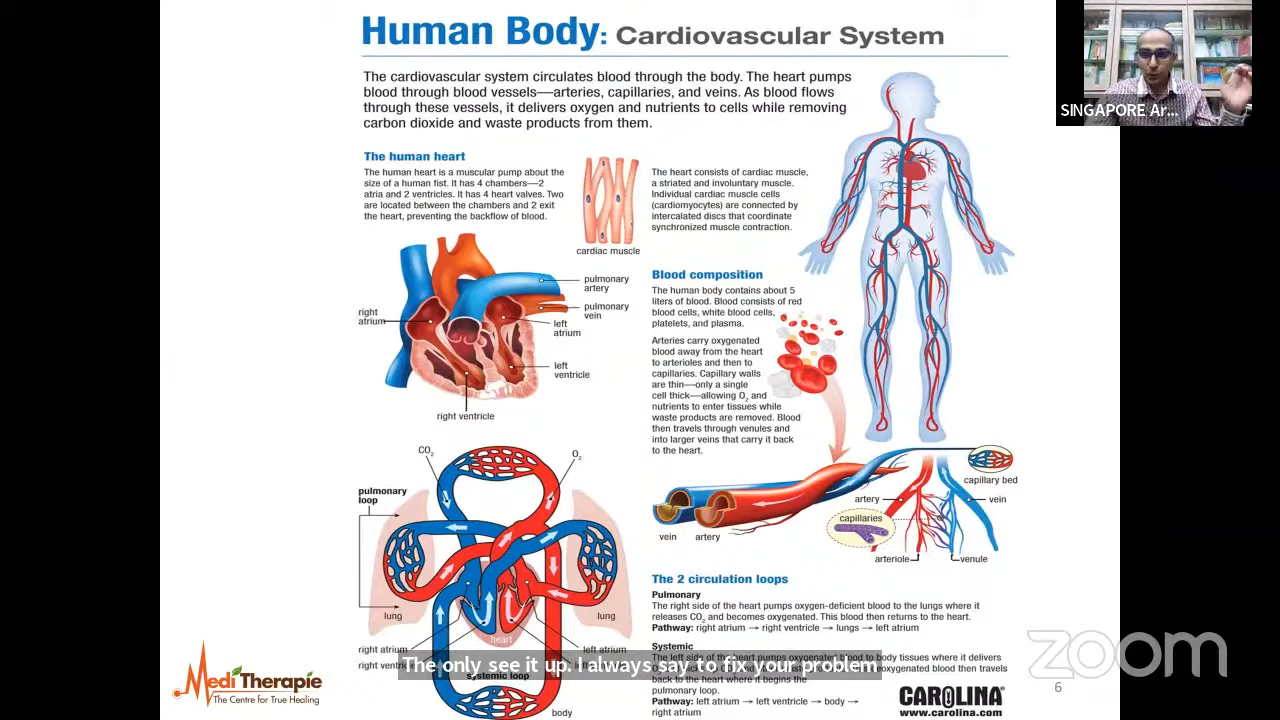 Human Body: Cardiovascular System
The cardiovascular system circulates blood through the body. The heart pumps
blood through blood vessels—arteries, capillaries, and veins. As blood flows
through these vessels, it delivers oxygen and nutrients to cells while removing
carbon dioxide and waste products from them.
SINGAPORE Ar...
The human heart
The human heart is a muscular pump about the
size of a human fist. It has 4 chambers—2
atria and 2 ventricles. It has 4 heart valves. Two
are located between the chambers and 2 exit
the heart, preventing the backflow of blood.
cardiac muscle
The heart consists of cardiac muscle,
a striated and involuntary muscle.
Individual cardiac muscle cells
(cardiomyocytes) are connected by
intercalated discs that coordinate
synchronized muscle contraction.
pulmonary
artery
pulmonary
vein
right
atrium
left
atrium
left
ventricle
right ventricle
Blood composition
The human body contains about 5
liters of blood. Blood consists of red
blood cells, white blood cells,
platelets, and plasma.
Arteries carry oxygenated
blood away from the heart
to arterioles and then to
capillaries. Capillary walls
are thin—only a single
cell thick—allowing O₂ and
nutrients to enter tissues while
waste products are removed. Blood
then travels through venules and
into larger veins that carry it back
to the heart.
CO₂
O₂
pulmonary
loop
lung
lung
heart
right atrium
left atrium
right
systemic loop
body
vein
artery
artery
capillaries
arteriole
capillary bed
vein
venule
The 2 circulation loops
Pulmonary
The right side of the heart pumps oxygen-deficient blood to the lungs where it
releases CO₂ and becomes oxygenated. This blood then returns to the heart.
Pathway: right atrium → right ventricle → lungs → left atrium
Systemic
The left side of the heart pumps oxygenated blood to body tissues where it delivers
oxygenated blood then travels
back to the heart where it begins the
pulmonary loop.
Pathway: left atrium → left ventricle → body →
right atrium
The only see it up. I always say to fix your problem
Medi Therapie
The Centre for True Healing
CAROLINA®
www.carolina.com
zoom
6